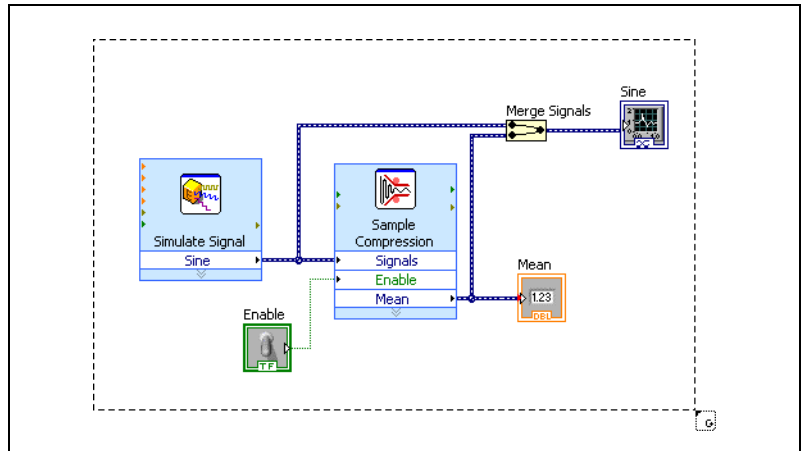 Sine
Merge Signals
Simulate Signal
Sine
Sample
Compression
Signals
Enable
Mean
Mean
1.23
DBL
Enable
TF
G